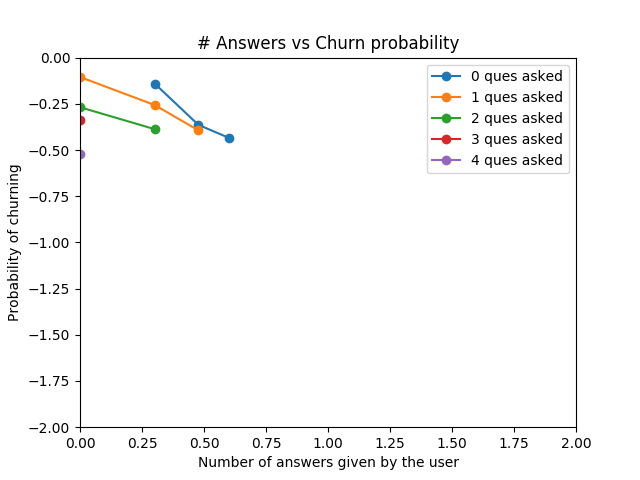 # Answers vs Churn probability
0.00
−0.25
−0.50
−0.75
−1.00
−1.25
−1.50
−1.75
−2.00
Probability of churning
0 ques asked
1 ques asked
2 ques asked
3 ques asked
4 ques asked
0.00 0.25 0.50 0.75 1.00 1.25 1.50 1.75 2.00
Number of answers given by the user